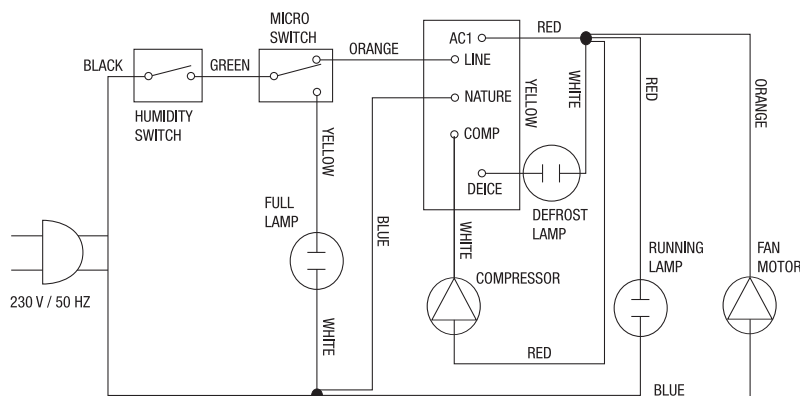 MICRO
SWITCH
BLACK
GREEN
ORANGE
HUMIDITY
SWITCH
AC1
LINE
NATURE
COMP
DEICE
RED
YELLOW
WHITE
RED
ORANGE
YELLOW
FULL
LAMP
BLUE
WHITE
DEFROST
LAMP
COMPRESSOR
RUNNING
LAMP
FAN
MOTOR
230 V / 50 HZ
WHITE
RED
BLUE